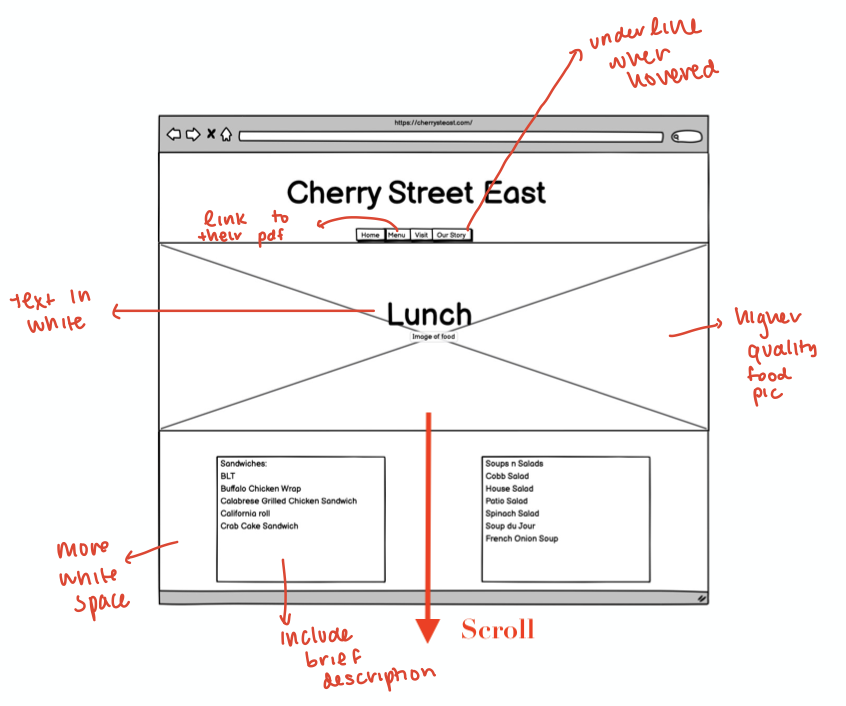 underline
when
hovered
https://cherrysteast.com/
Cherry Street East
link to
their pdf
Home Menu Visit Our Story
text in
white
Lunch
Image of food
higher
quality
food
pic
Sandwiches:
BLT
Buffalo Chicken Wrap
Calabrese Grilled Chicken Sandwich
California roll
Crab Cake Sandwich
Soups n Salads
Cobb Salad
House Salad
Patio Salad
Spinach Salad
Soup du Jour
French Onion Soup
more
white
space
include
brief
description
Scroll